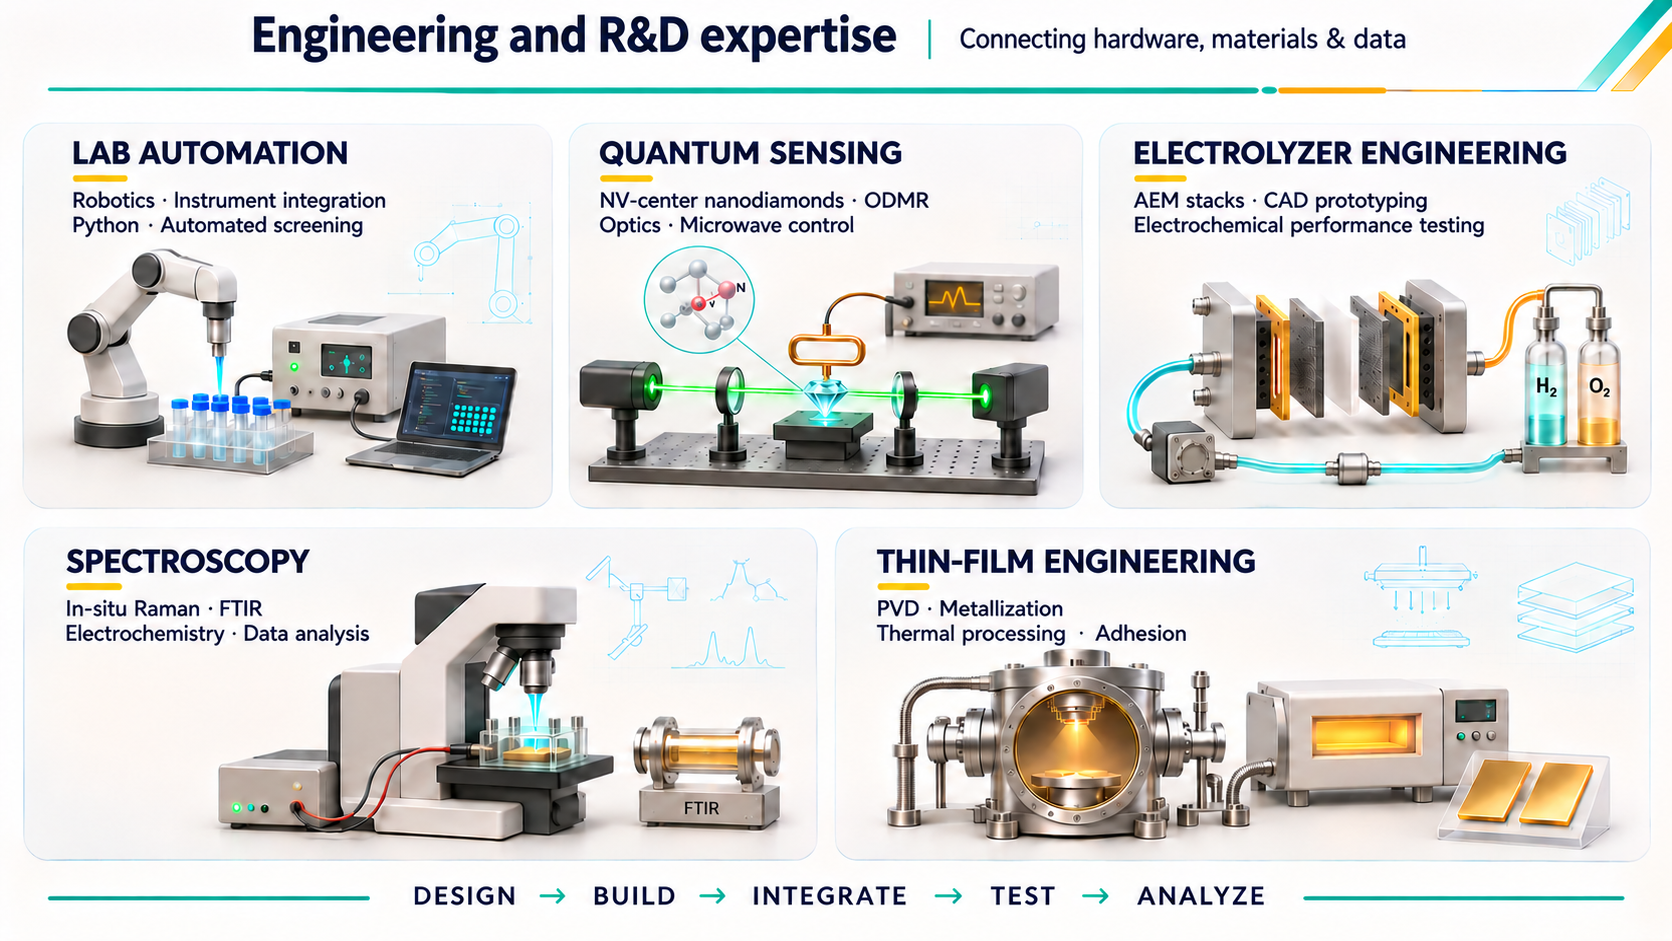 Engineering and R&D expertise
Connecting hardware, materials & data
LAB AUTOMATION
Robotics · Instrument integration
Python · Automated screening
QUANTUM SENSING
NV-center nanodiamonds · ODMR
Optics · Microwave control
N
V
ELECTROLYZER ENGINEERING
AEM stacks · CAD prototyping
Electrochemical performance testing
H₂
O₂
SPECTROSCOPY
In-situ Raman · FTIR
Electrochemistry · Data analysis
FTIR
THIN-FILM ENGINEERING
PVD · Metallization
Thermal processing · Adhesion
DESIGN → BUILD → INTEGRATE → TEST → ANALYZE